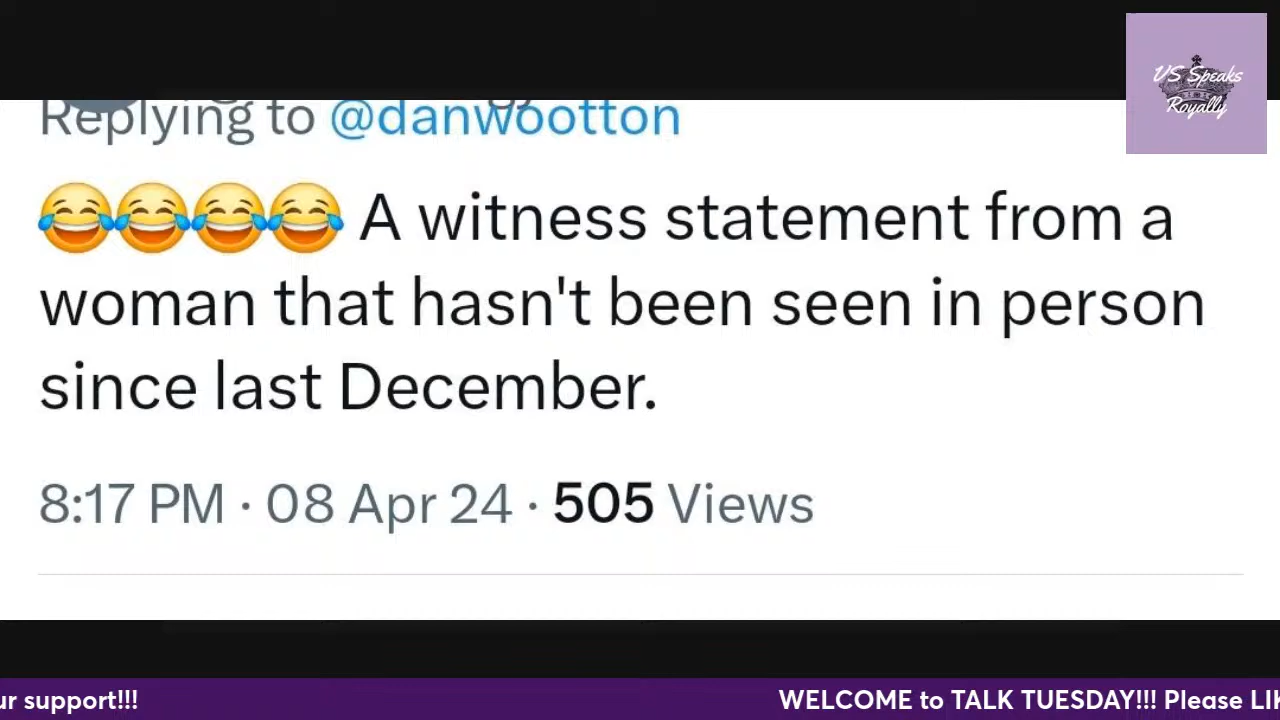 US Speaks
Royally
Replying to @danwootton
😂😂😂😂 A witness statement from a
woman that hasn't been seen in person
since last December.
8:17 PM · 08 Apr 24 · 505 Views
ur support!!! WELCOME to TALK TUESDAY!!! Please LIK